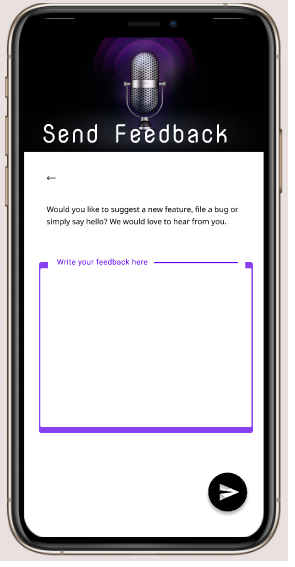 Send Feedback
Would you like to suggest a new feature, file a bug or
simply say hello? We would love to hear from you.
Write your feedback here